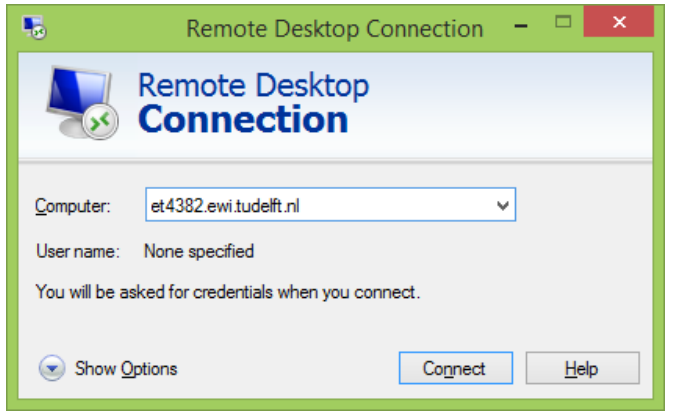 Remote Desktop Connection
Remote Desktop
Connection
Computer: et4382.ewi.tudelft.nl
User name: None specified
You will be asked for credentials when you connect.
Show Options Connect Help